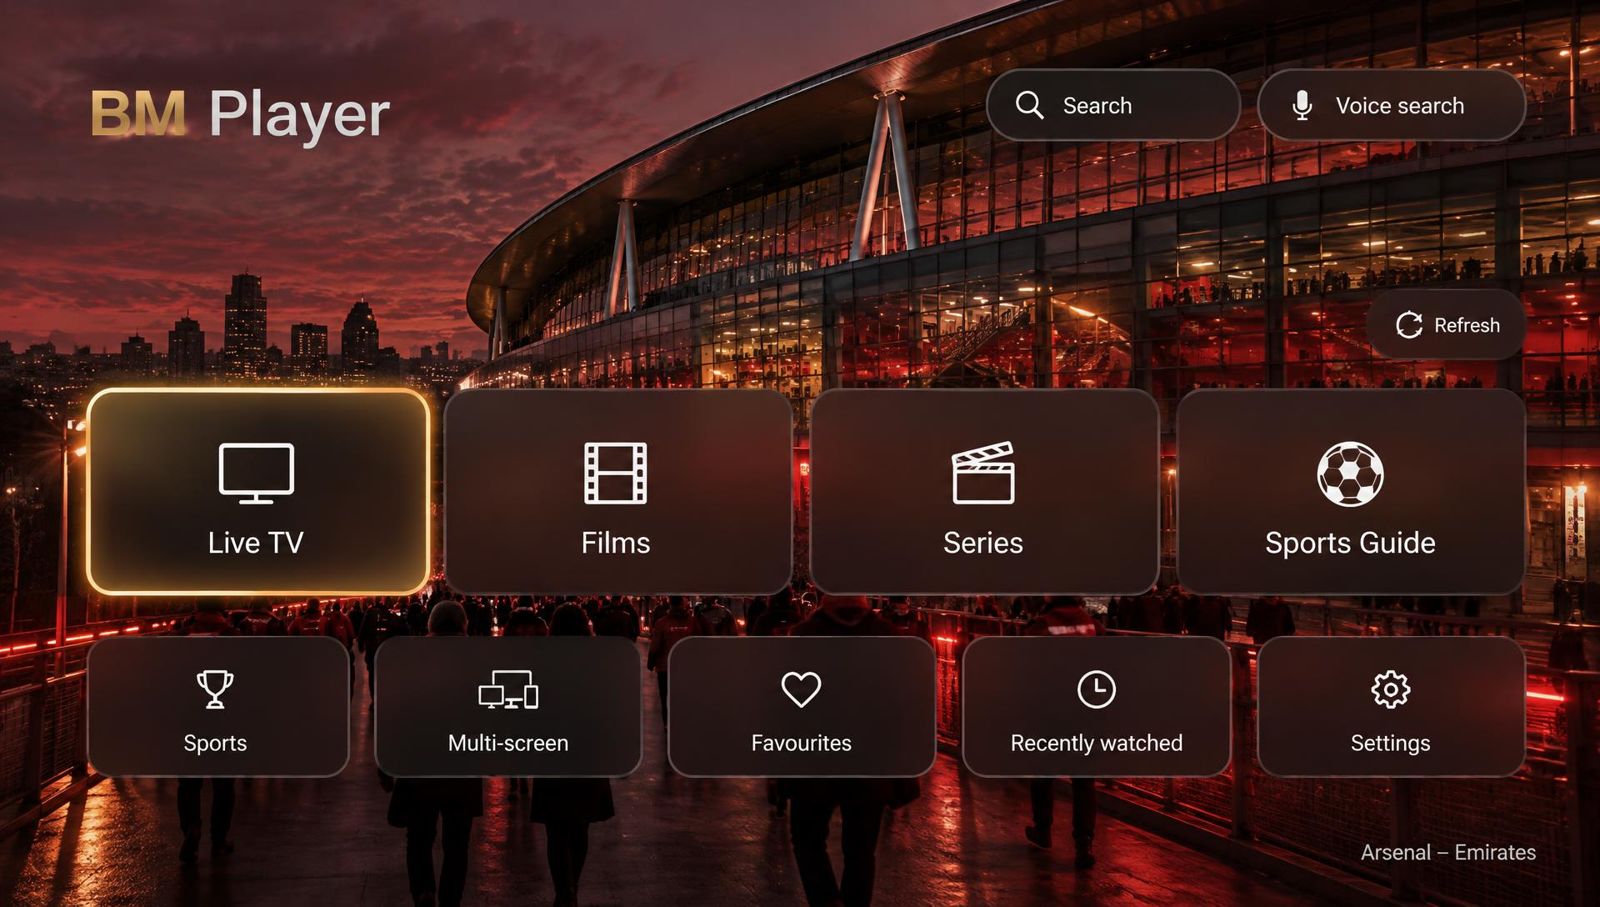 BM Player
Search
Voice search
Refresh
Live TV
Films
Series
Sports Guide
Sports
Multi-screen
Favourites
Recently watched
Settings
Arsenal – Emirates